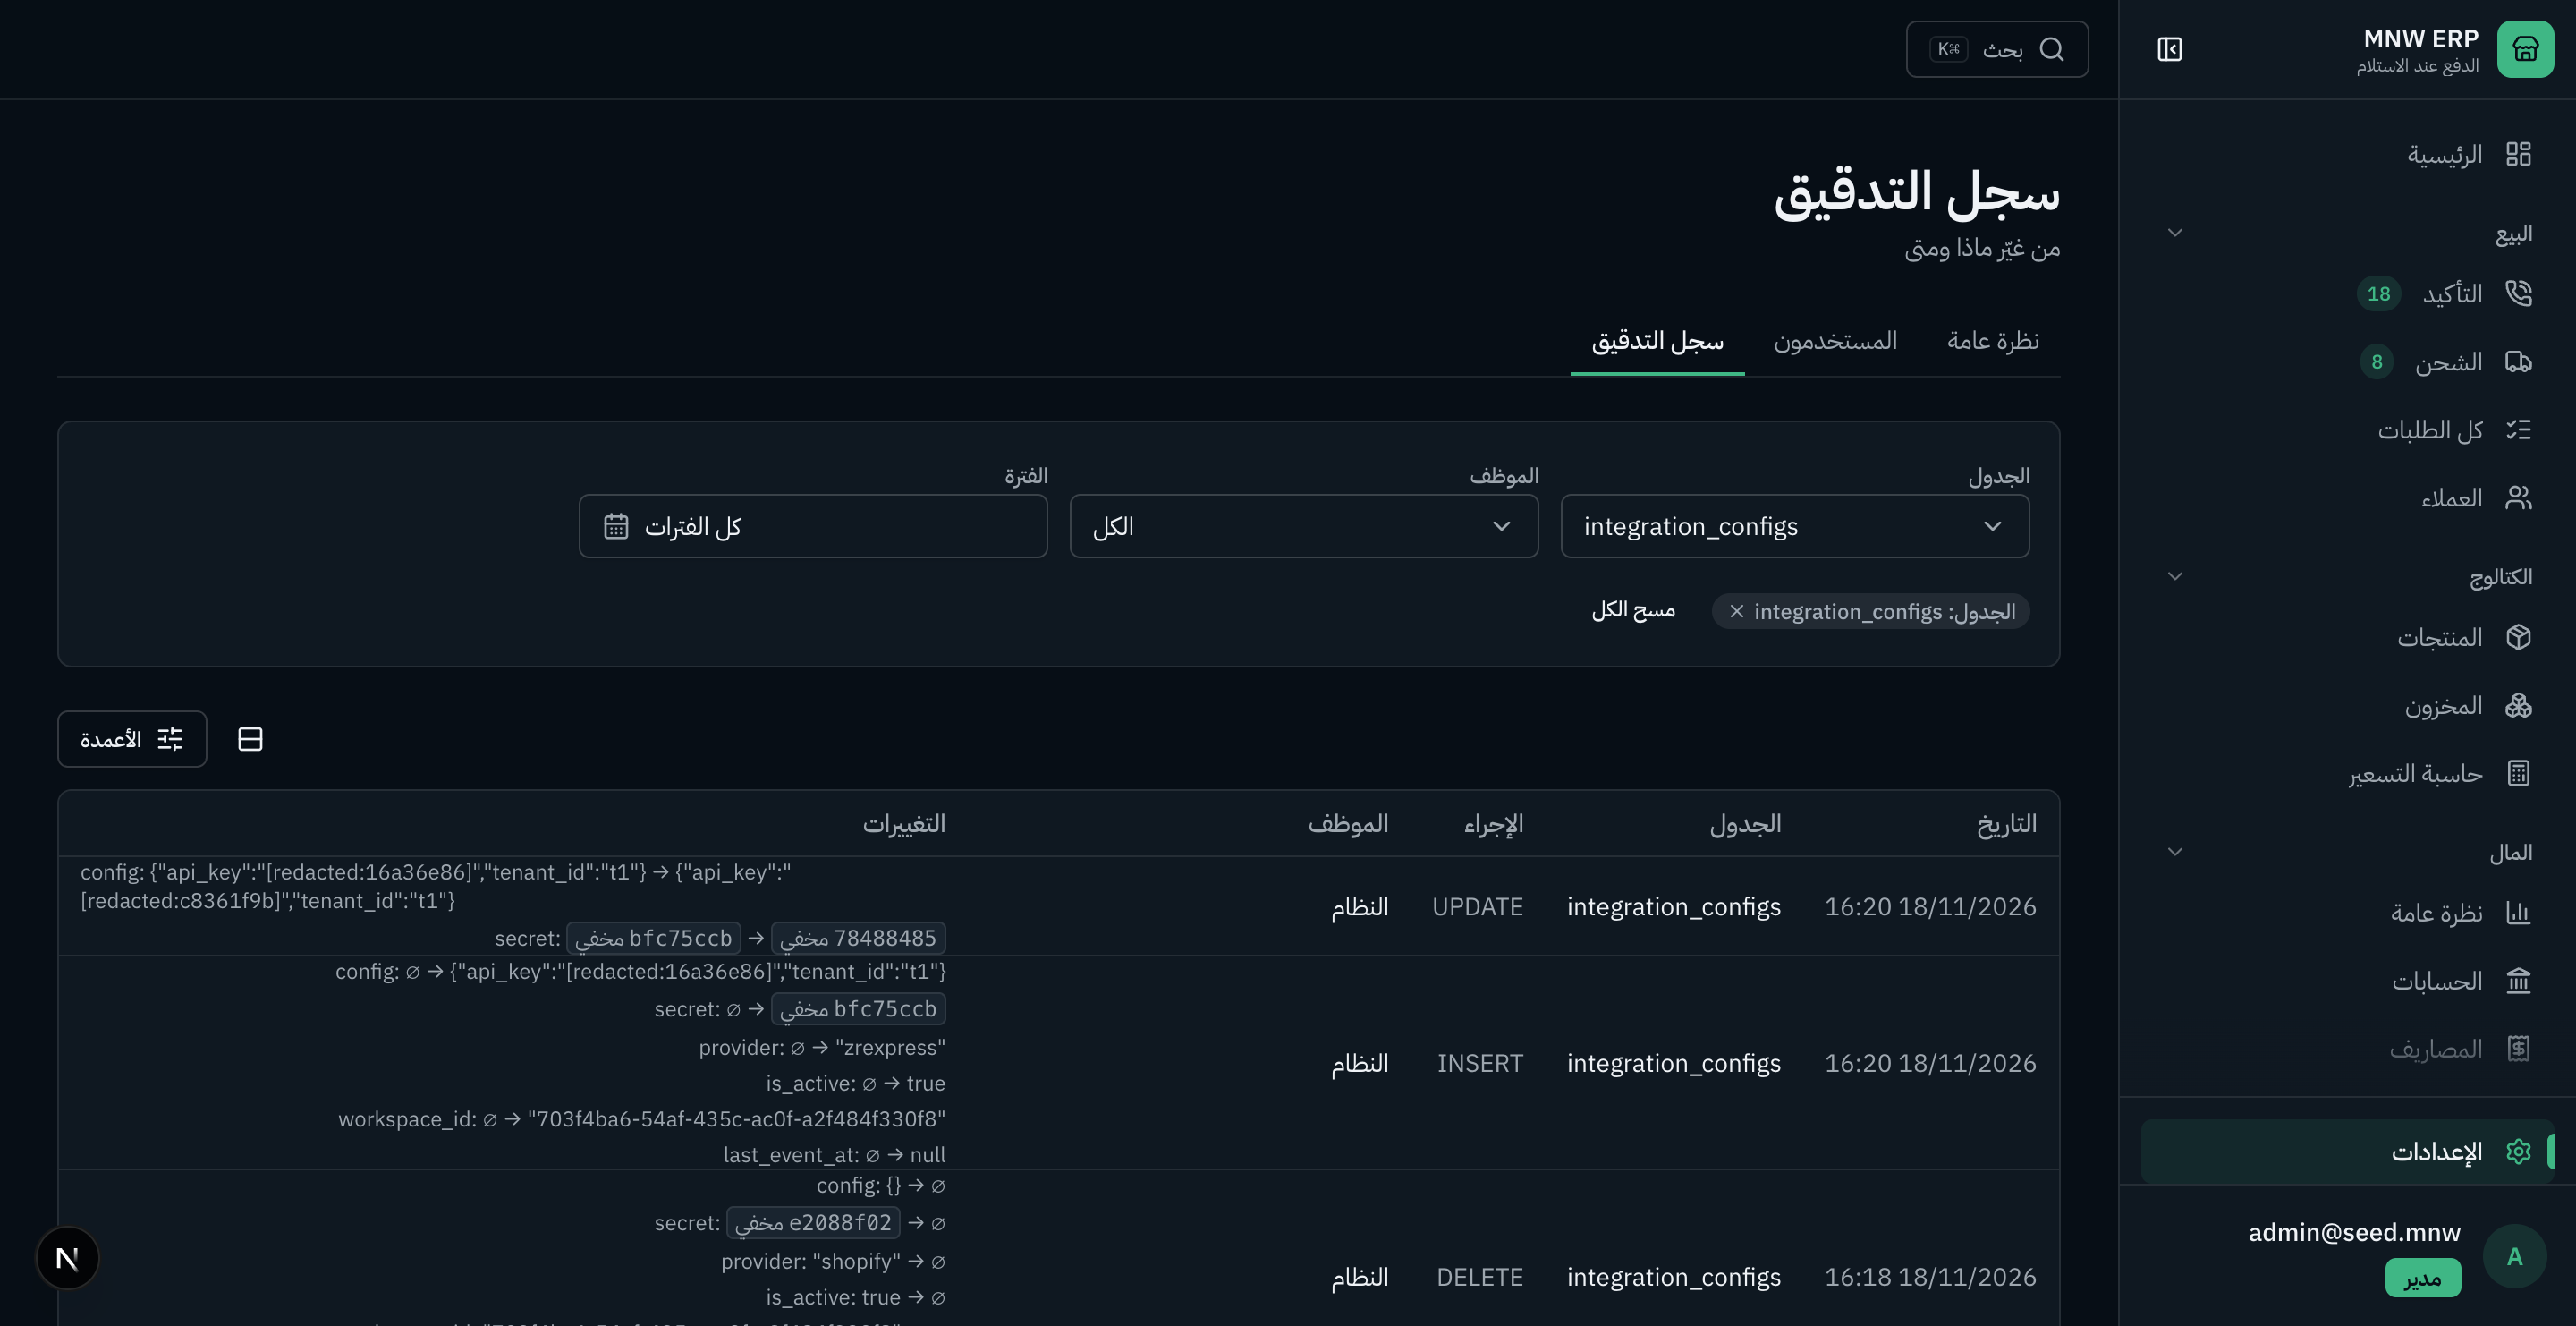 MNW ERP
الدفع عند الاستلام
بحث ⌘K
الرئيسية
البيع
التأكيد 18
الشحن 8
كل الطلبات
العملاء
الكتالوج
المنتجات
المخزون
حاسبة التسعير
المال
نظرة عامة
الحسابات
المصاريف
الإعدادات
admin@seed.mnw
A
مدير
سجل التدقيق
من غيّر ماذا ومتى
نظرة عامة
المستخدمون
سجل التدقيق
الجدول
الموظف
الفترة
integration_configs
الكل
كل الفترات
الجدول: integration_configs ×
مسح الكل
الأعمدة
التاريخ
الجدول
الإجراء
الموظف
التغييرات
16:20 18/11/2026
integration_configs
UPDATE
النظام
config: {"api_key":"[redacted:16a36e86]","tenant_id":"t1"} → {"api_key":"
[redacted:c8361f9b]","tenant_id":"t1"}
secret: مخفي bfc75ccb → مخفي 78488485
16:20 18/11/2026
integration_configs
INSERT
النظام
config: ∅ → {"api_key":"[redacted:16a36e86]","tenant_id":"t1"}
secret: ∅ → مخفي bfc75ccb
provider: ∅ → "zrexpress"
is_active: ∅ → true
workspace_id: ∅ → "703f4ba6-54af-435c-ac0f-a2f484f330f8"
last_event_at: ∅ → null
16:18 18/11/2026
integration_configs
DELETE
النظام
config: {} → ∅
secret: مخفي e2088f02 → ∅
provider: "shopify" → ∅
is_active: true → ∅
N